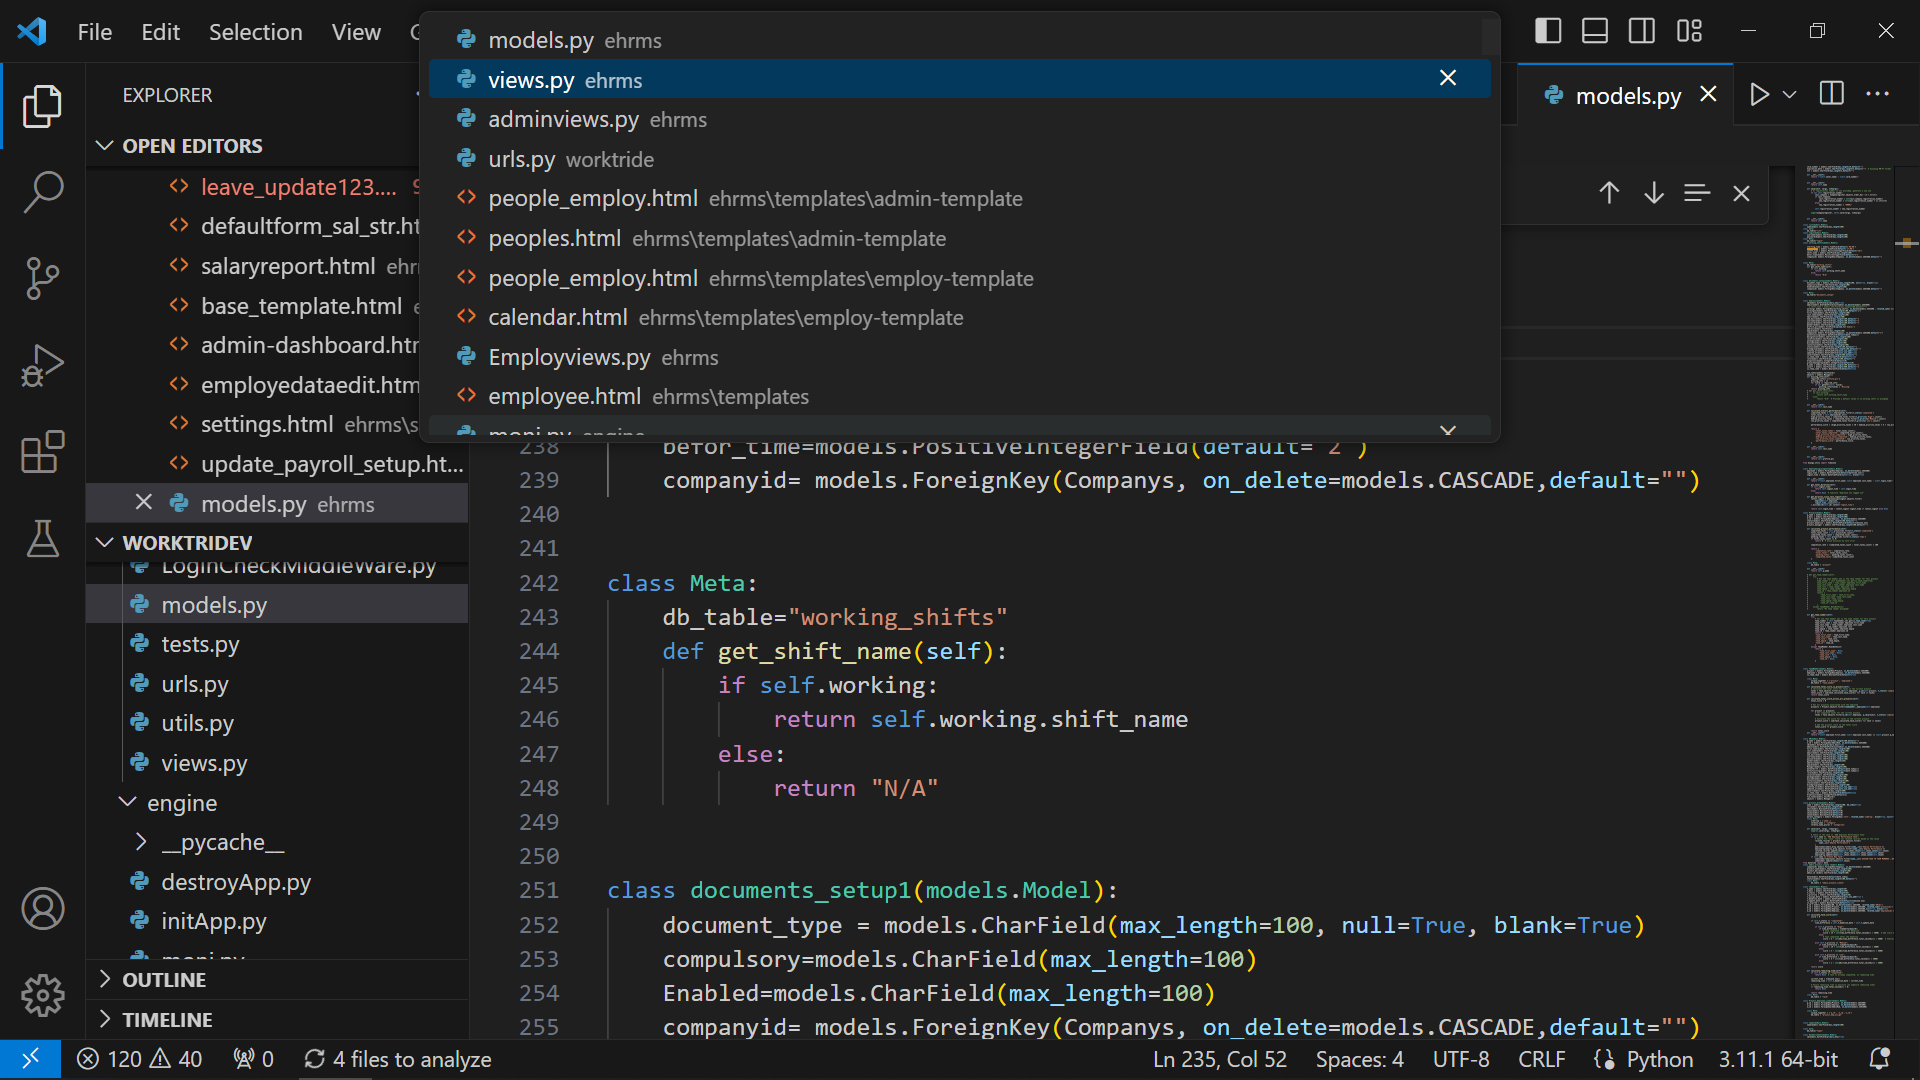 File Edit Selection View
models.py ehrms
views.py ehrms
adminviews.py ehrms
urls.py worktride
people_employ.html ehrms\templates\admin-template
peoples.html ehrms\templates\admin-template
people_employ.html ehrms\templates\employ-template
calendar.html ehrms\templates\employ-template
Employviews.py ehrms
employee.html ehrms\templates
moni.py engine
EXPLORER
OPEN EDITORS
leave_update123....
defaultform_sal_str.ht
salaryreport.html ehr
base_template.html e
admin-dashboard.htr
employedataedit.htm
settings.html ehrms\s
update_payroll_setup.ht...
models.py ehrms
WORKTRIDEV
LoginCheckMiddleWare.py
models.py
tests.py
urls.py
utils.py
views.py
engine
__pycache__
destroyApp.py
initApp.py
moni.py
OUTLINE
TIMELINE
models.py
238 befor_time=models.PositiveIntegerField(default="2")
239 companyid= models.ForeignKey(Companys, on_delete=models.CASCADE,default="")
240
241
242 class Meta:
243 db_table="working_shifts"
244 def get_shift_name(self):
245 if self.working:
246 return self.working.shift_name
247 else:
248 return "N/A"
249
250
251 class documents_setup1(models.Model):
252 document_type = models.CharField(max_length=100, null=True, blank=True)
253 compulsory=models.CharField(max_length=100)
254 Enabled=models.CharField(max_length=100)
255 companyid= models.ForeignKey(Companys, on_delete=models.CASCADE,default="")
120 40 0 4 files to analyze Ln 235, Col 52 Spaces: 4 UTF-8 CRLF Python 3.11.1 64-bit